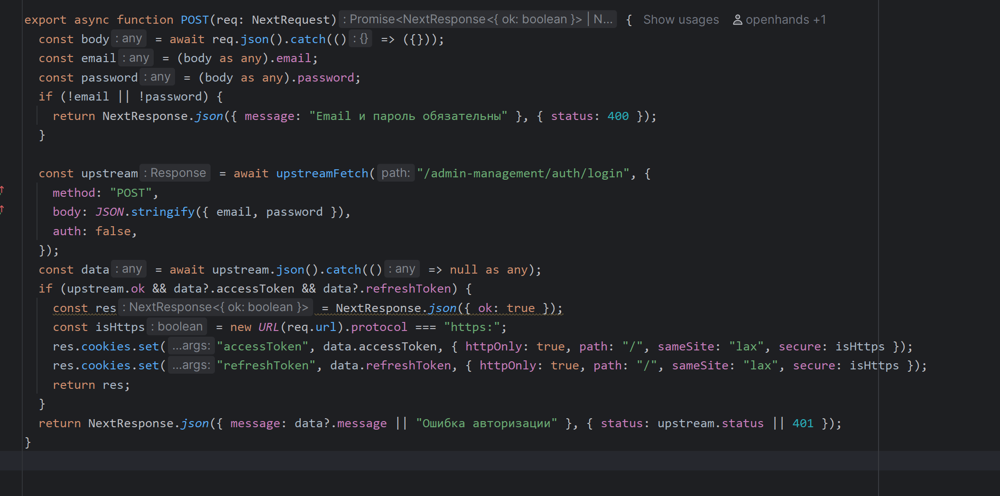 export async function POST(req: NextRequest) : Promise<NextResponse<{ ok: boolean }> | N... { Show usages openhands +1
const body : any = await req.json().catch(() : {} => ({}));
const email : any = (body as any).email;
const password : any = (body as any).password;
if (!email || !password) {
return NextResponse.json({ message: "Email и пароль обязательны" }, { status: 400 });
}
const upstream : Response = await upstreamFetch( path: "/admin-management/auth/login", {
method: "POST",
body: JSON.stringify({ email, password }),
auth: false,
});
const data : any = await upstream.json().catch(() : any => null as any);
if (upstream.ok && data?.accessToken && data?.refreshToken) {
const res : NextResponse<{ ok: boolean }> = NextResponse.json({ ok: true });
const isHttps : boolean = new URL(req.url).protocol === "https:";
res.cookies.set( ...args: "accessToken", data.accessToken, { httpOnly: true, path: "/", sameSite: "lax", secure: isHttps });
res.cookies.set( ...args: "refreshToken", data.refreshToken, { httpOnly: true, path: "/", sameSite: "lax", secure: isHttps });
return res;
}
return NextResponse.json({ message: data?.message || "Ошибка авторизации" }, { status: upstream.status || 401 });
}